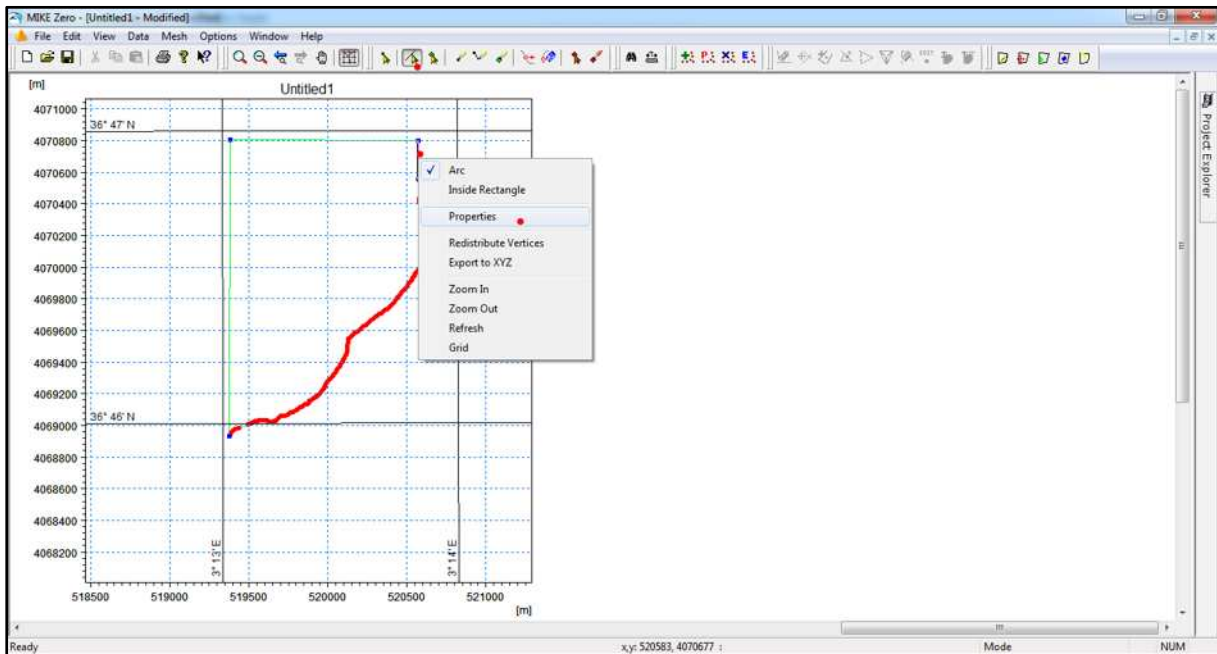 MIKE Zero - [Untitled1 - Modified]
File Edit View Data Mesh Options Window Help
[m]
Untitled1
4071000
36° 47' N
4070800
4070600
4070400
4070200
4070000
4069800
4069600
4069400
4069200
36° 46' N
4069000
4068800
4068600
4068400
4068200
3° 13' E
3° 14' E
518500 519000 519500 520000 520500 521000
[m]
Arc
Inside Rectangle
Properties
Redistribute Vertices
Export to XYZ
Zoom In
Zoom Out
Refresh
Grid
Project Explorer
Ready x,y: 520583, 4070677 : Mode NUM